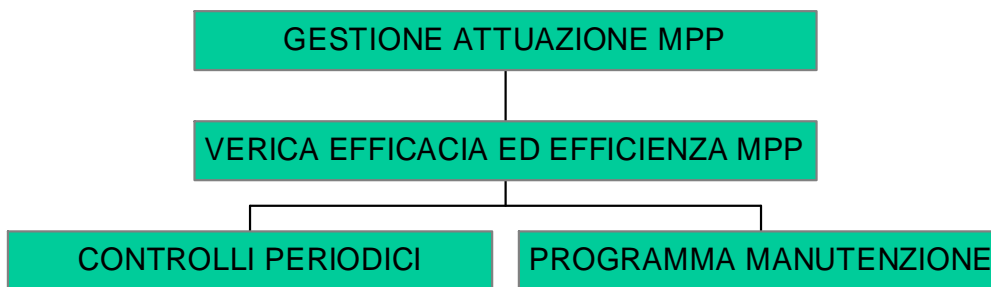 GESTIONE ATTUAZIONE MPP
VERICA EFFICACIA ED EFFICIENZA MPP
CONTROLLI PERIODICI
PROGRAMMA MANUTENZIONE